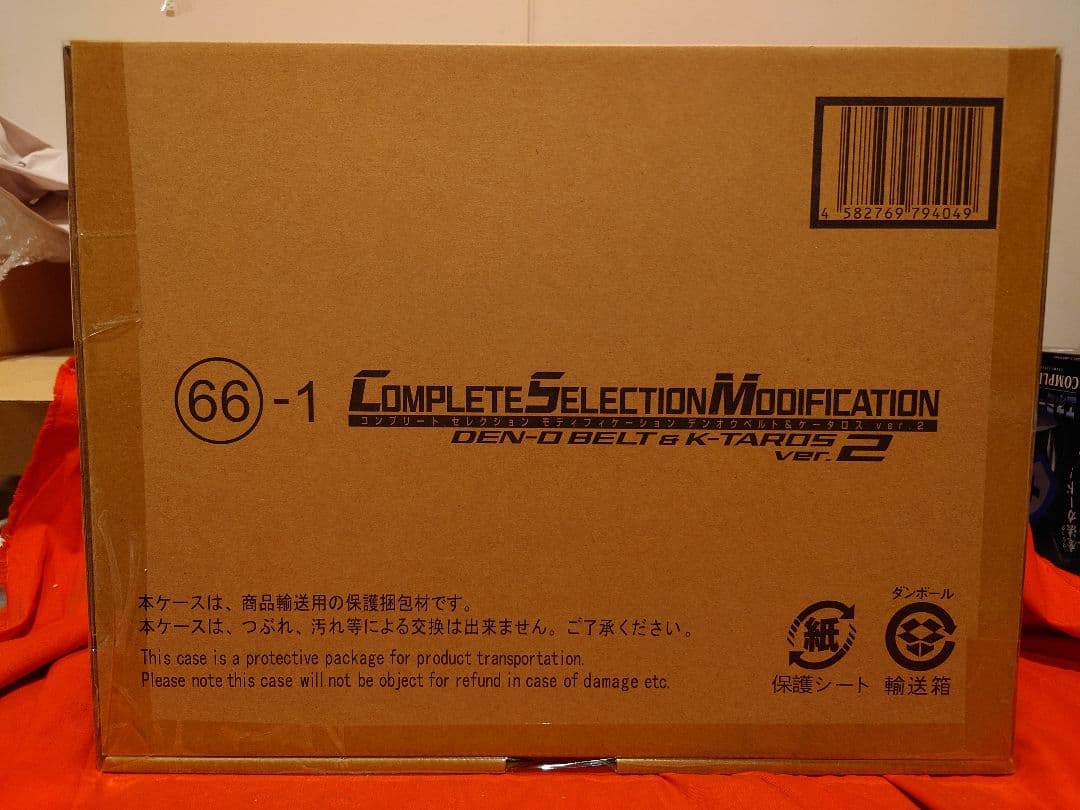 4 582769 794049
66 -1 COMPLETE SELECTION MODIFICATION
コンプリート セレクション モディフィケーション デンオウベルト&ケータロス ver.2
DEN-O BELT & K-TAROS
ver.2
本ケースは、商品輸送用の保護梱包材です。
本ケースは、つぶれ、汚れ等による交換は出来ません。ご了承ください。
This case is a protective package for product transportation.
Please note this case will not be object for refund in case of damage etc.
紙
保護シート
ダンボール
輸送箱
COMPL